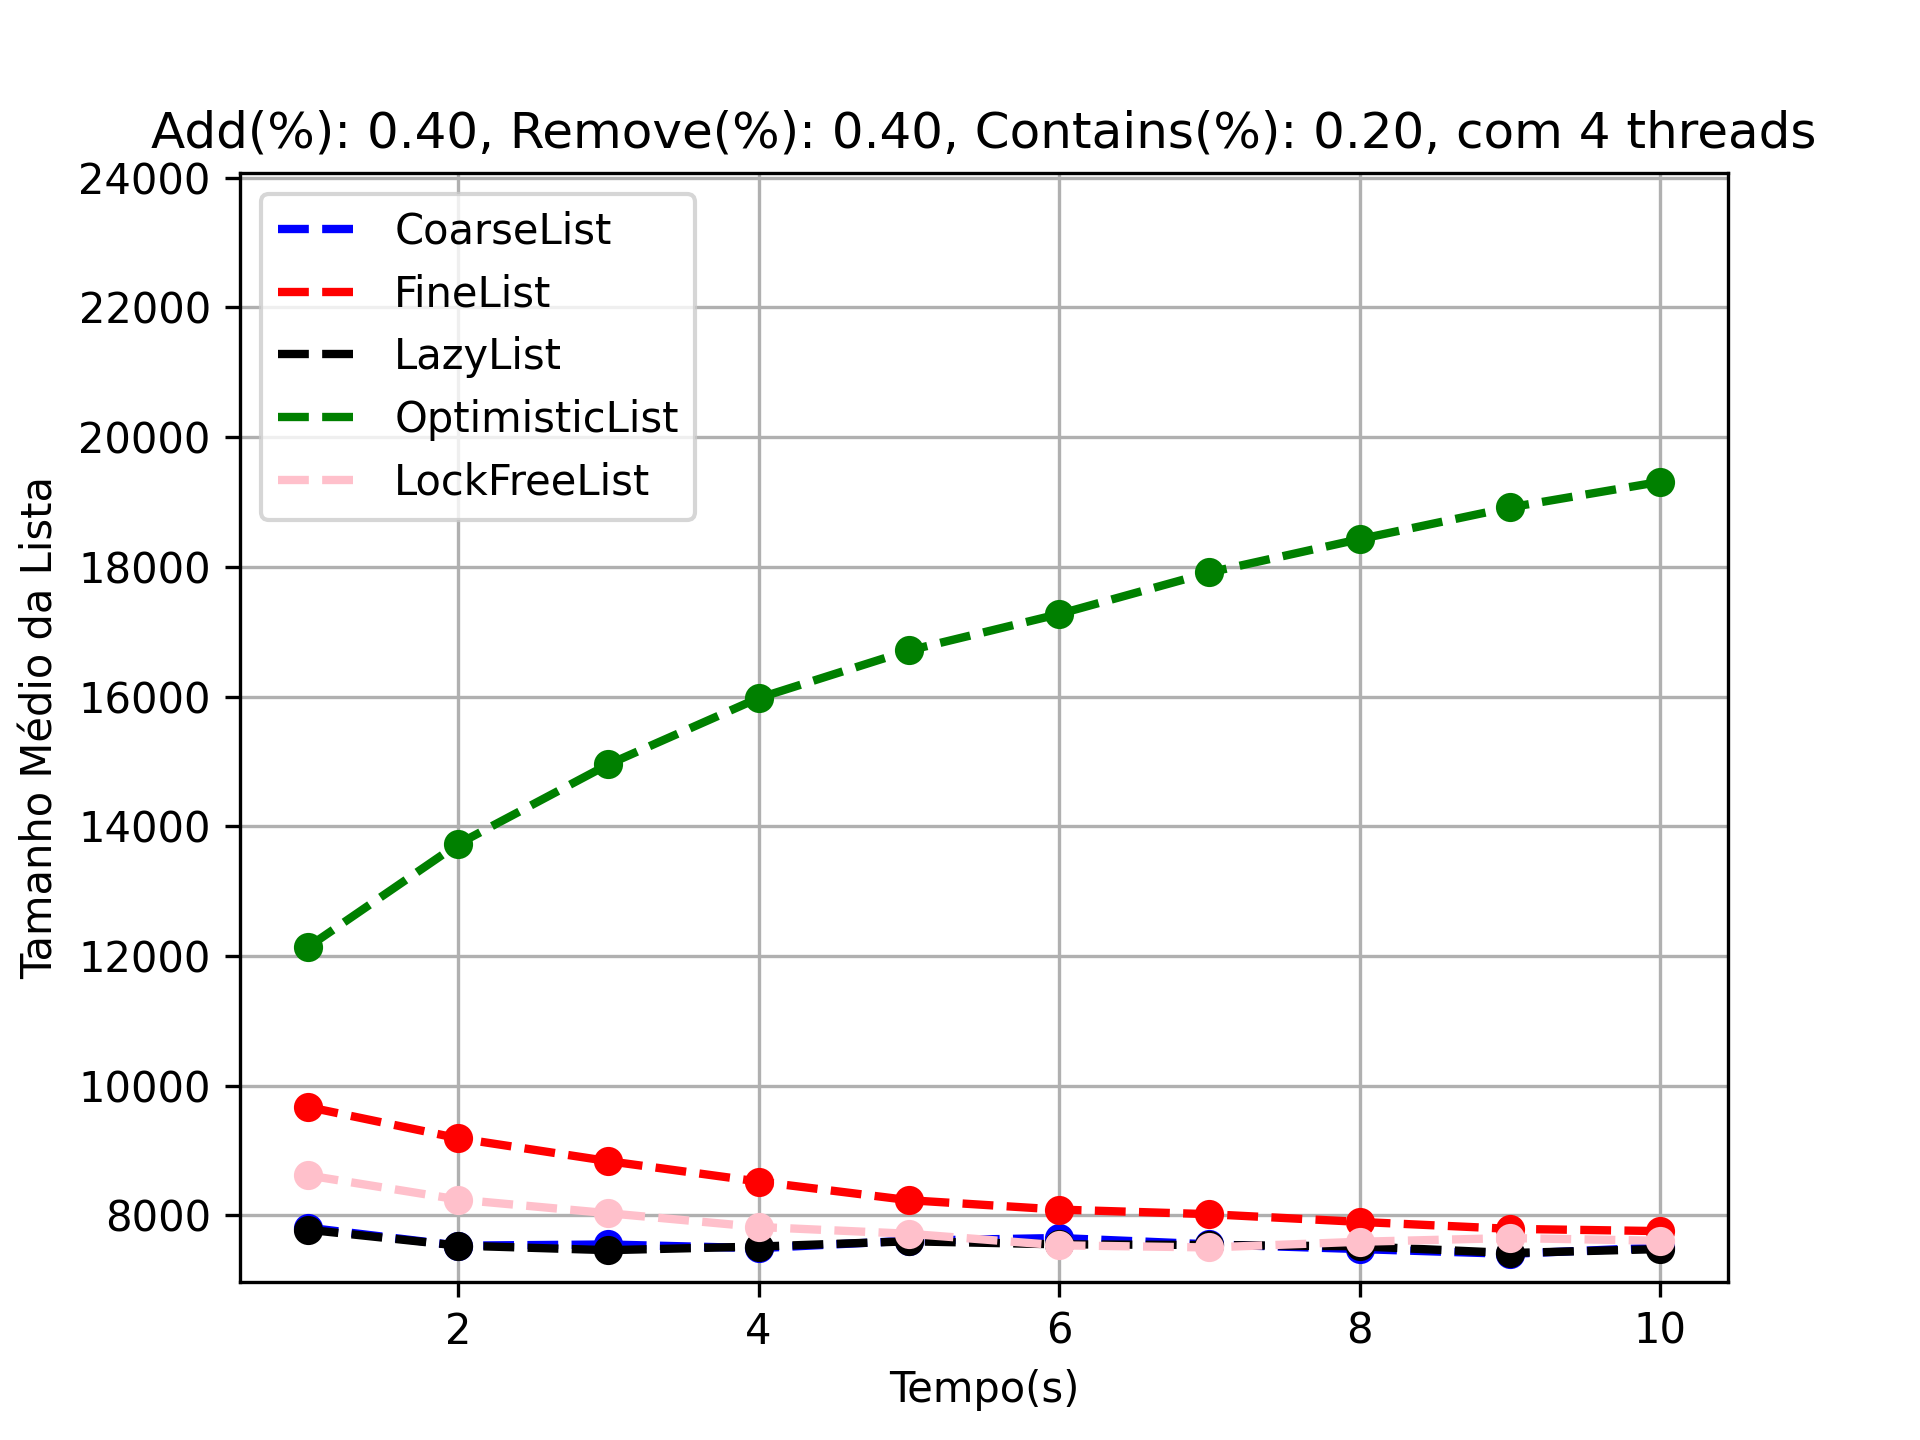 Add(%): 0.40, Remove(%): 0.40, Contains(%): 0.20, com 4 threads
24000
22000
20000
18000
16000
14000
12000
10000
8000
Tamanho Médio da Lista
CoarseList
FineList
LazyList
OptimisticList
LockFreeList
2
4
6
8
10
Tempo(s)